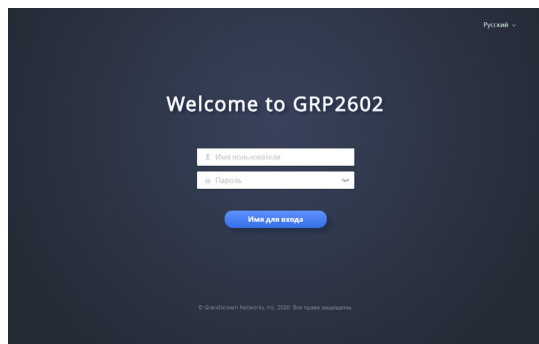 Русский
Welcome to GRP2602
Имя пользователя
Пароль
Имя для входа
© Grandstream Networks, Inc. 2020. Все права защищены.